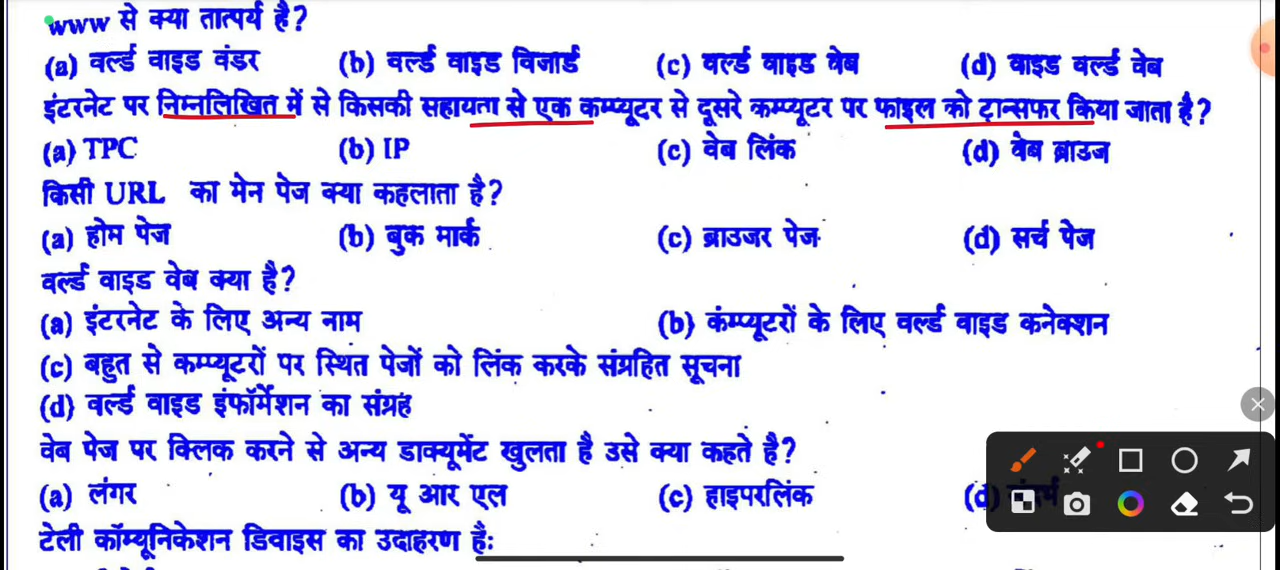 www से क्या तात्पर्य है?
(a) वर्ल्ड वाइड वंडर (b) वर्ल्ड वाइड विजार्ड (c) वर्ल्ड वाइड वेब (d) वाइड वर्ल्ड वेब
इंटरनेट पर निम्नलिखित में से किसकी सहायता से एक कम्प्यूटर से दूसरे कम्प्यूटर पर फाइल को ट्रान्सफर किया जाता है?
(a) TPC (b) IP (c) वेब लिंक (d) वेब ब्राउज
किसी URL का मेन पेज क्या कहलाता है?
(a) होम पेज (b) बुक मार्क (c) ब्राउजर पेज (d) सर्च पेज
वर्ल्ड वाइड वेब क्या है?
(a) इंटरनेट के लिए अन्य नाम (b) कंम्प्यूटरों के लिए वर्ल्ड वाइड कनेक्शन
(c) बहुत से कम्प्यूटरों पर स्थित पेजों को लिंक करके संग्रहित सूचना
(d) वर्ल्ड वाइड इंफॉर्मेशन का संग्रह
वेब पेज पर क्लिक करने से अन्य डाक्यूमेंट खुलता है उसे क्या कहते है?
(a) लंगर (b) यू आर एल (c) हाइपरलिंक (d)
टेली कॉम्यूनिकेशन डिवाइस का उदाहरण है: